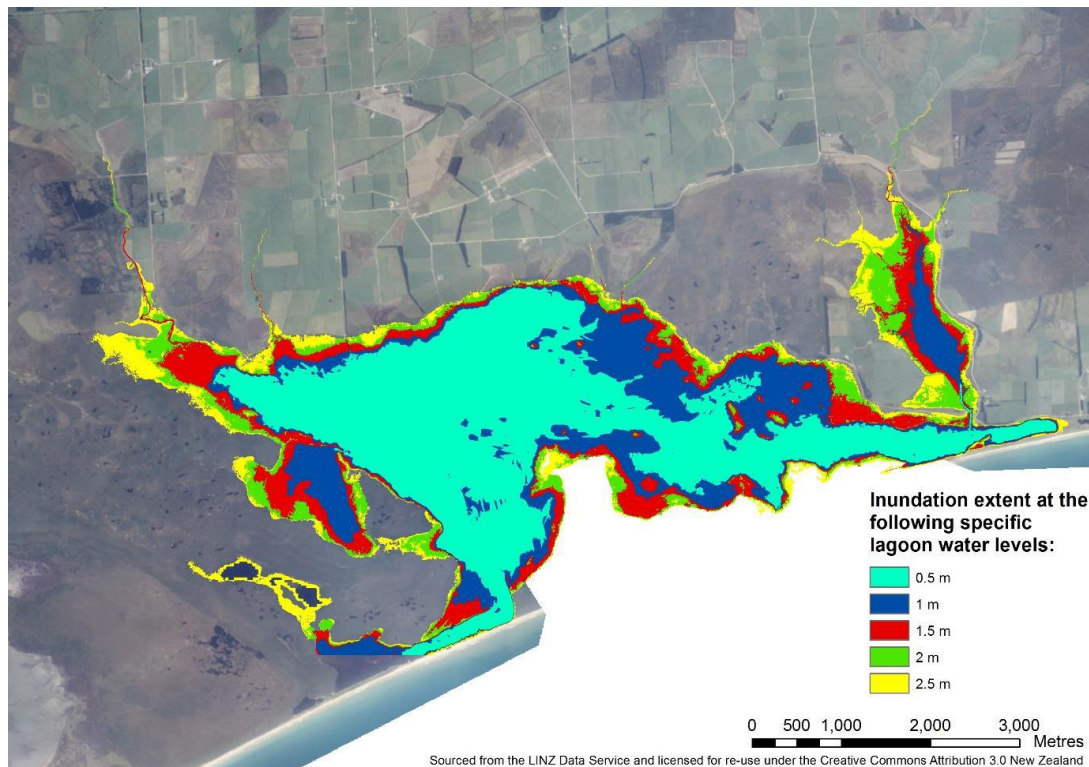 Inundation extent at the
following specific
lagoon water levels:
0.5 m
1 m
1.5 m
2 m
2.5 m
0 500 1,000 2,000 3,000
Metres
Sourced from the LINZ Data Service and licensed for re-use under the Creative Commons Attribution 3.0 New Zealand